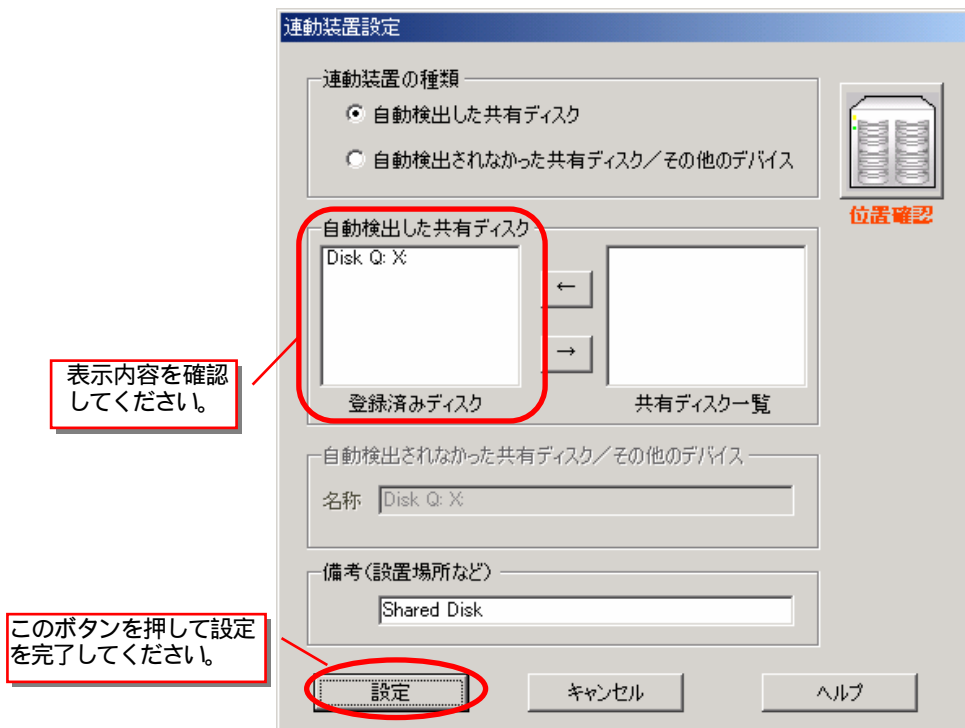 連動装置設定
連動装置の種類
自動検出した共有ディスク
自動検出されなかった共有ディスク／その他のデバイス
位置確認
自動検出した共有ディスク
Disk Q: X:
←
→
登録済みディスク
共有ディスク一覧
表示内容を確認
してください。
自動検出されなかった共有ディスク／その他のデバイス
名称
Disk Q: X:
備考(設置場所など)
Shared Disk
このボタンを押して設定
を完了してください。
設定
キャンセル
ヘルプ